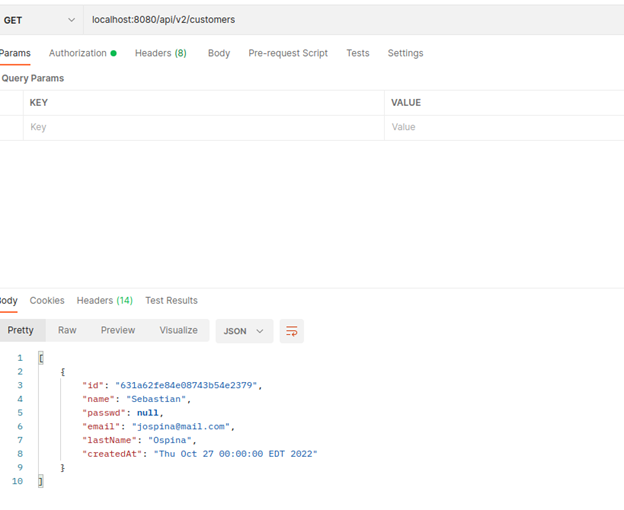 GET localhost:8080/api/v2/customers
Params Authorization Headers (8) Body Pre-request Script Tests Settings
Query Params
KEY VALUE
Key Value
Body Cookies Headers (14) Test Results
Pretty Raw Preview Visualize JSON
1 [
2 {
3 "id": "631a62fe84e08743b54e2379",
4 "name": "Sebastian",
5 "passwd": null,
6 "email": "jospina@mail.com",
7 "lastName": "Ospina",
8 "createdAt": "Thu Oct 27 00:00:00 EDT 2022"
9 }
10 ]